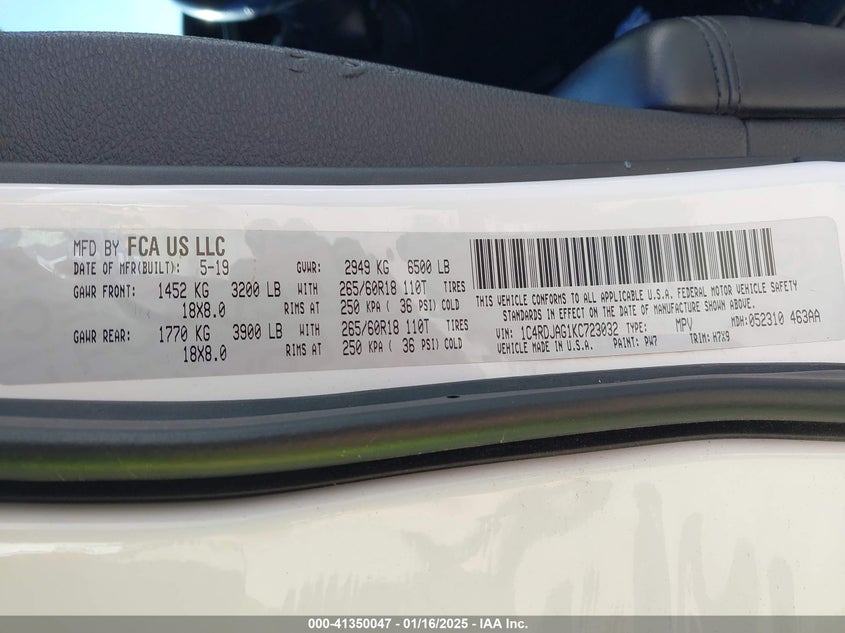 MFD BY FCA US LLC
DATE OF MFR(BUILT): 5-19 GVWR: 2949 KG 6500 LB
GAWR FRONT: 1452 KG 3200 LB WITH 265/60R18 110T TIRES
18X8.0 RIMS AT 250 KPA ( 36 PSI) COLD
GAWR REAR: 1770 KG 3900 LB WITH 265/60R18 110T TIRES
18X8.0 RIMS AT 250 KPA ( 36 PSI) COLD
THIS VEHICLE CONFORMS TO ALL APPLICABLE U.S.A. FEDERAL MOTOR VEHICLE SAFETY
STANDARDS IN EFFECT ON THE DATE OF MANUFACTURE SHOWN ABOVE.
VIN: 1C4RDJAG1KC723032 TYPE: MPV MDH: 052310 463AA
VEHICLE MADE IN U.S.A. PAINT: PW7 TRIM: H7X9
000-41350047 - 01/16/2025 - IAA Inc.